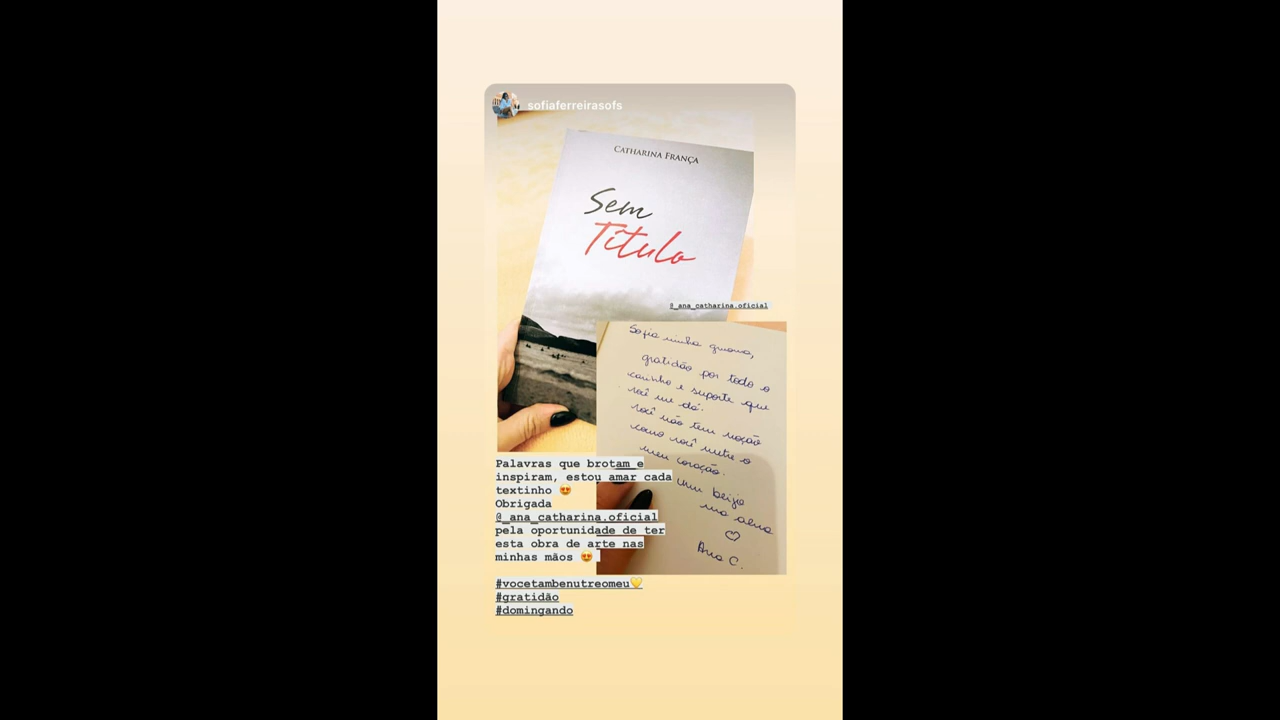 sofiaferreirasofs
CATHARINA FRANÇA
Sem
Título
@_ana_catharina.oficial
Sofia minha guona,
gratidão por todo o
carinho e suporte que
você me dá.
você não tem noção
como você nutre o
meu coração.
um beijo
na alma
Ana C.
Palavras que brotam e
inspiram, estou amar cada
textinho 😍
Obrigada
@_ana_catharina.oficial
pela oportunidade de ter
esta obra de arte nas
minhas mãos 😍
#vocetambenutreomeu💛
#gratidão
#domingando